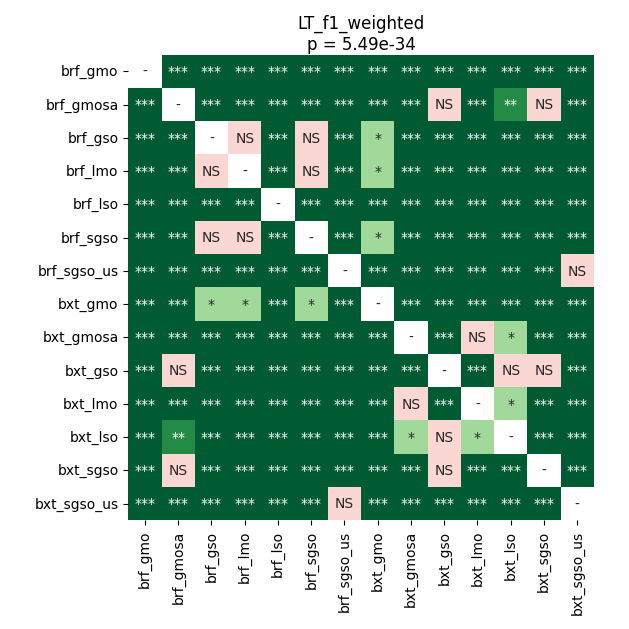 LT_f1_weighted
p = 5.49e-34
brf_gmo - *** *** *** *** *** *** *** *** *** *** *** *** ***
brf_gmosa *** - *** *** *** *** *** *** *** NS *** ** NS ***
brf_gso *** *** - NS *** NS *** * *** *** *** *** *** ***
brf_lmo *** *** NS - *** NS *** * *** *** *** *** *** ***
brf_lso *** *** *** *** - *** *** *** *** *** *** *** *** ***
brf_sgso *** *** NS NS *** - *** * *** *** *** *** *** ***
brf_sgso_us *** *** *** *** *** *** - *** *** *** *** *** *** NS
bxt_gmo *** *** * * *** * *** - *** *** *** *** *** ***
bxt_gmosa *** *** *** *** *** *** *** *** - *** NS * *** ***
bxt_gso *** NS *** *** *** *** *** *** *** - *** NS NS ***
bxt_lmo *** *** *** *** *** *** *** *** NS *** - * *** ***
bxt_lso *** ** *** *** *** *** *** *** * NS * - *** ***
bxt_sgso *** NS *** *** *** *** *** *** *** NS *** *** - ***
bxt_sgso_us *** *** *** *** *** *** NS *** *** *** *** *** *** -
brf_gmo brf_gmosa brf_gso brf_lmo brf_lso brf_sgso brf_sgso_us bxt_gmo bxt_gmosa bxt_gso bxt_lmo bxt_lso bxt_sgso bxt_sgso_us